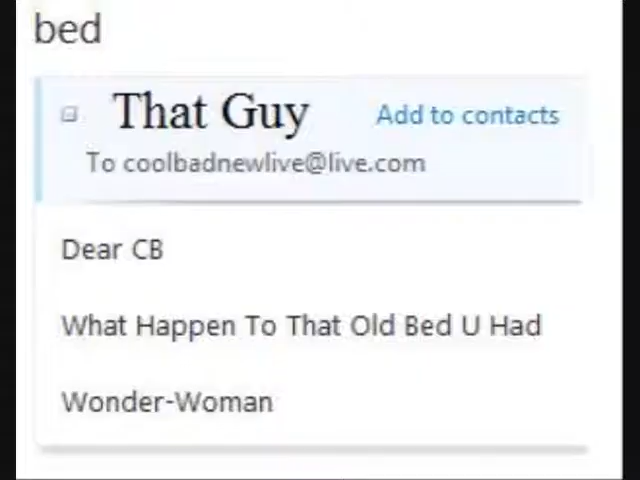 bed
That Guy Add to contacts
To coolbadnewlive@live.com
Dear CB
What Happen To That Old Bed U Had
Wonder-Woman